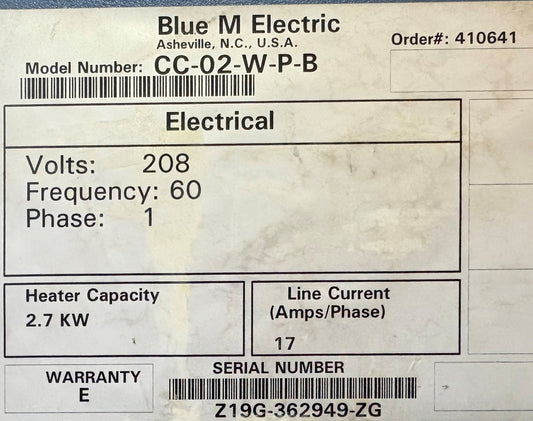 Blue M Electric
Asheville, N.C., U.S.A.
Order#: 410641
Model Number: CC-02-W-P-B
Electrical
Volts: 208
Frequency: 60
Phase: 1
Heater Capacity
2.7 KW
Line Current
(Amps/Phase)
17
WARRANTY
E
SERIAL NUMBER
Z19G-362949-ZG